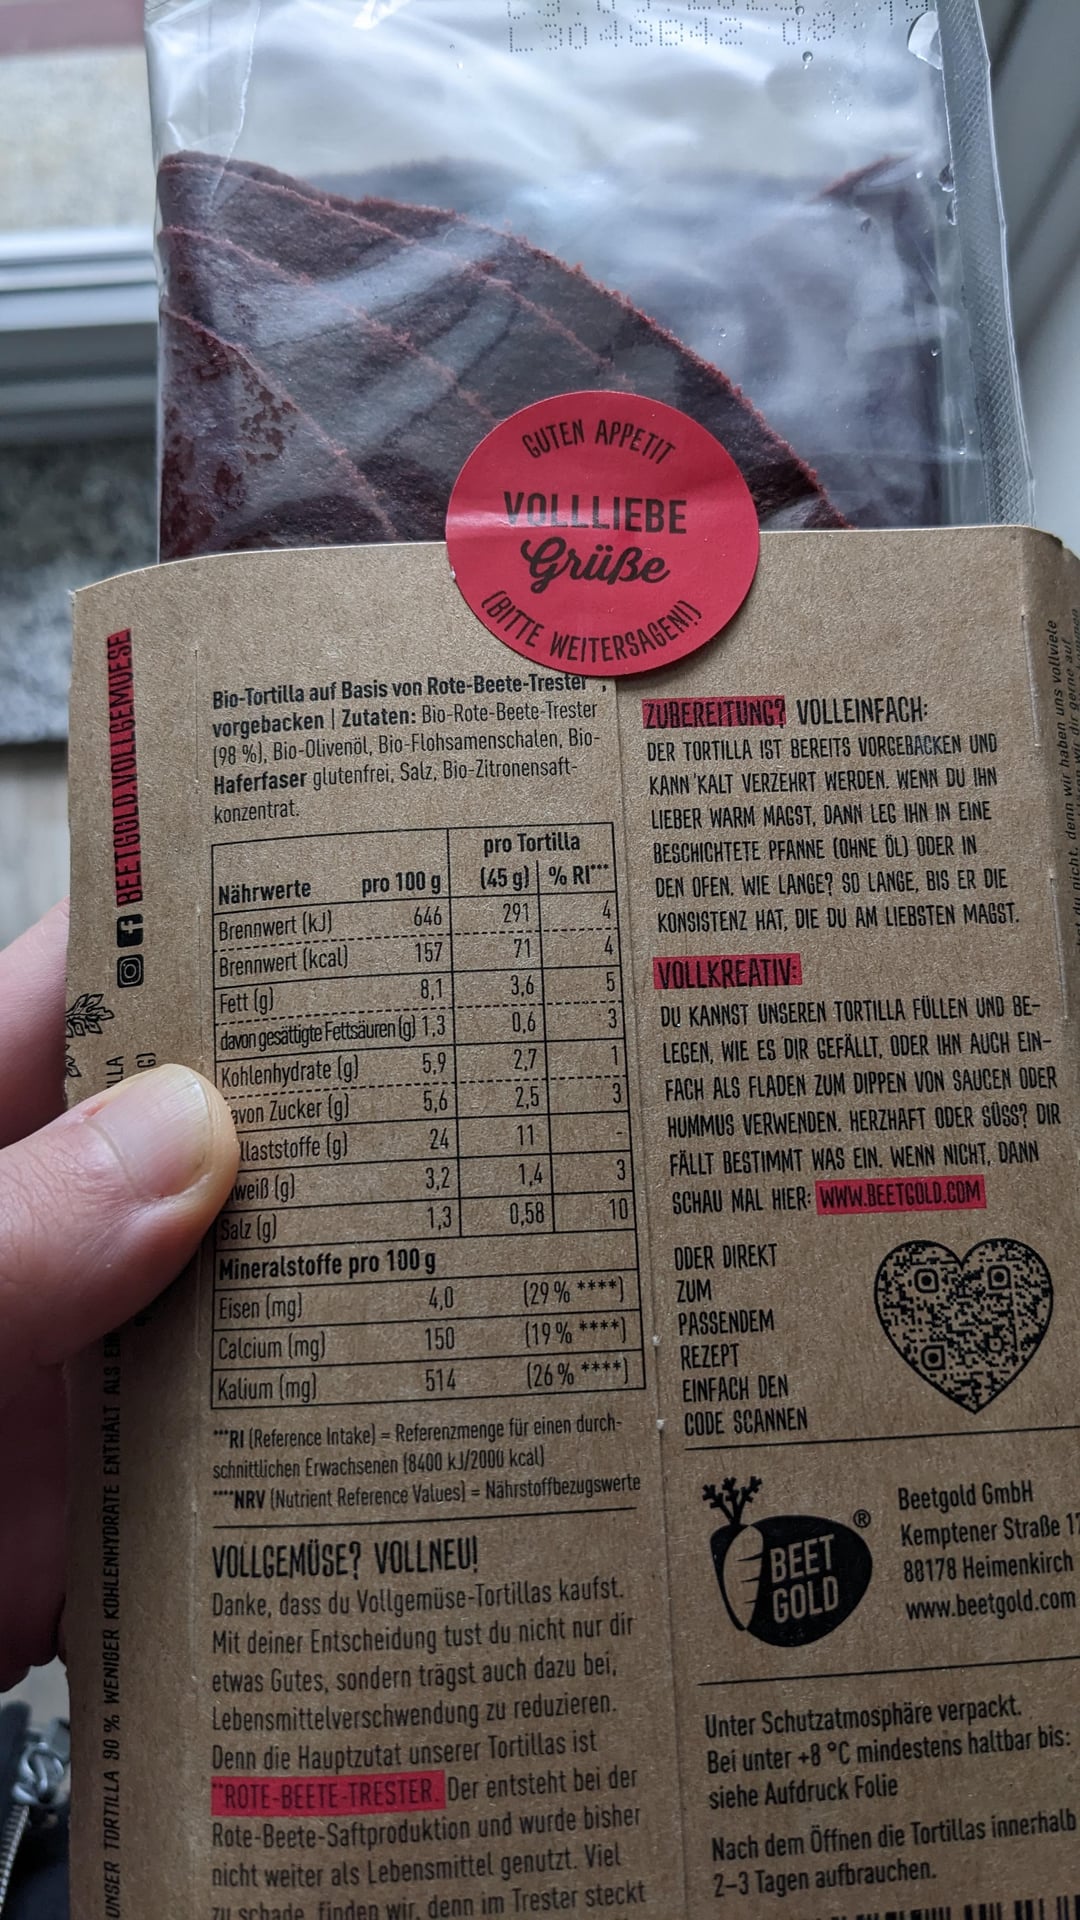 L3048B42 08
GUTEN APPETIT
VOLLLIEBE
Grüße
(BITTE WEITERSAGEN!)
BEETGOLD.VOLLGEMUESE
Bio-Tortilla auf Basis von Rote-Beete-Trester**,
vorgebacken | Zutaten: Bio-Rote-Beete-Trester
(98 %), Bio-Olivenöl, Bio-Flohsamenschalen, Bio-
Haferfaser glutenfrei, Salz, Bio-Zitronensaft-
konzentrat.
pro Tortilla
Nährwerte pro 100 g (45 g) % RI***
Brennwert (kJ) 646 291 4
Brennwert (kcal) 157 71 4
Fett (g) 8,1 3,6 5
davon gesättigte Fettsäuren (g) 1,3 0,6 3
Kohlenhydrate (g) 5,9 2,7 1
avon Zucker (g) 5,6 2,5 3
llaststoffe (g) 24 11 -
weiß (g) 3,2 1,4 3
Salz (g) 1,3 0,58 10
Mineralstoffe pro 100 g
Eisen (mg) 4,0 (29 % ****)
Calcium (mg) 150 (19 % ****)
Kalium (mg) 514 (26 % ****)
***RI (Reference Intake) = Referenzmenge für einen durch-
schnittlichen Erwachsenen (8400 kJ/2000 kcal)
****NRV (Nutrient Reference Values) = Nährstoffbezugswerte
VOLLGEMÜSE? VOLLNEU!
Danke, dass du Vollgemüse-Tortillas kaufst.
Mit deiner Entscheidung tust du nicht nur dir
etwas Gutes, sondern trägst auch dazu bei,
Lebensmittelverschwendung zu reduzieren.
Denn die Hauptzutat unserer Tortillas ist
**ROTE-BEETE-TRESTER. Der entsteht bei der
Rote-Beete-Saftproduktion und wurde bisher
nicht weiter als Lebensmittel genutzt. Viel
zu schade, finden wir, denn im Trester steckt
ZUBEREITUNG? VOLLEINFACH:
DER TORTILLA IST BEREITS VORGEBACKEN UND
KANN KALT VERZEHRT WERDEN. WENN DU IHN
LIEBER WARM MAGST, DANN LEG IHN IN EINE
BESCHICHTETE PFANNE (OHNE ÖL) ODER IN
DEN OFEN. WIE LANGE? SO LANGE, BIS ER DIE
KONSISTENZ HAT, DIE DU AM LIEBSTEN MAGST.
VOLLKREATIV:
DU KANNST UNSEREN TORTILLA FÜLLEN UND BE-
LEGEN, WIE ES DIR GEFÄLLT, ODER IHN AUCH EIN-
FACH ALS FLADEN ZUM DIPPEN VON SAUCEN ODER
HUMMUS VERWENDEN. HERZHAFT ODER SÜSS? DIR
FÄLLT BESTIMMT WAS EIN. WENN NICHT, DANN
SCHAU MAL HIER: WWW.BEETGOLD.COM
ODER DIREKT
ZUM
PASSENDEM
REZEPT
EINFACH DEN
CODE SCANNEN
BEET
GOLD
®
Beetgold GmbH
Kemptener Straße 17
88178 Heimenkirch
www.beetgold.com
Unter Schutzatmosphäre verpackt.
Bei unter +8 °C mindestens haltbar bis:
siehe Aufdruck Folie
Nach dem Öffnen die Tortillas innerhalb
2-3 Tagen aufbrauchen.
UNSER TORTILLA 90 % WENIGER KOHLENHYDRATE ENTHÄLT ALS
nicht, denn wir haben uns vollviele